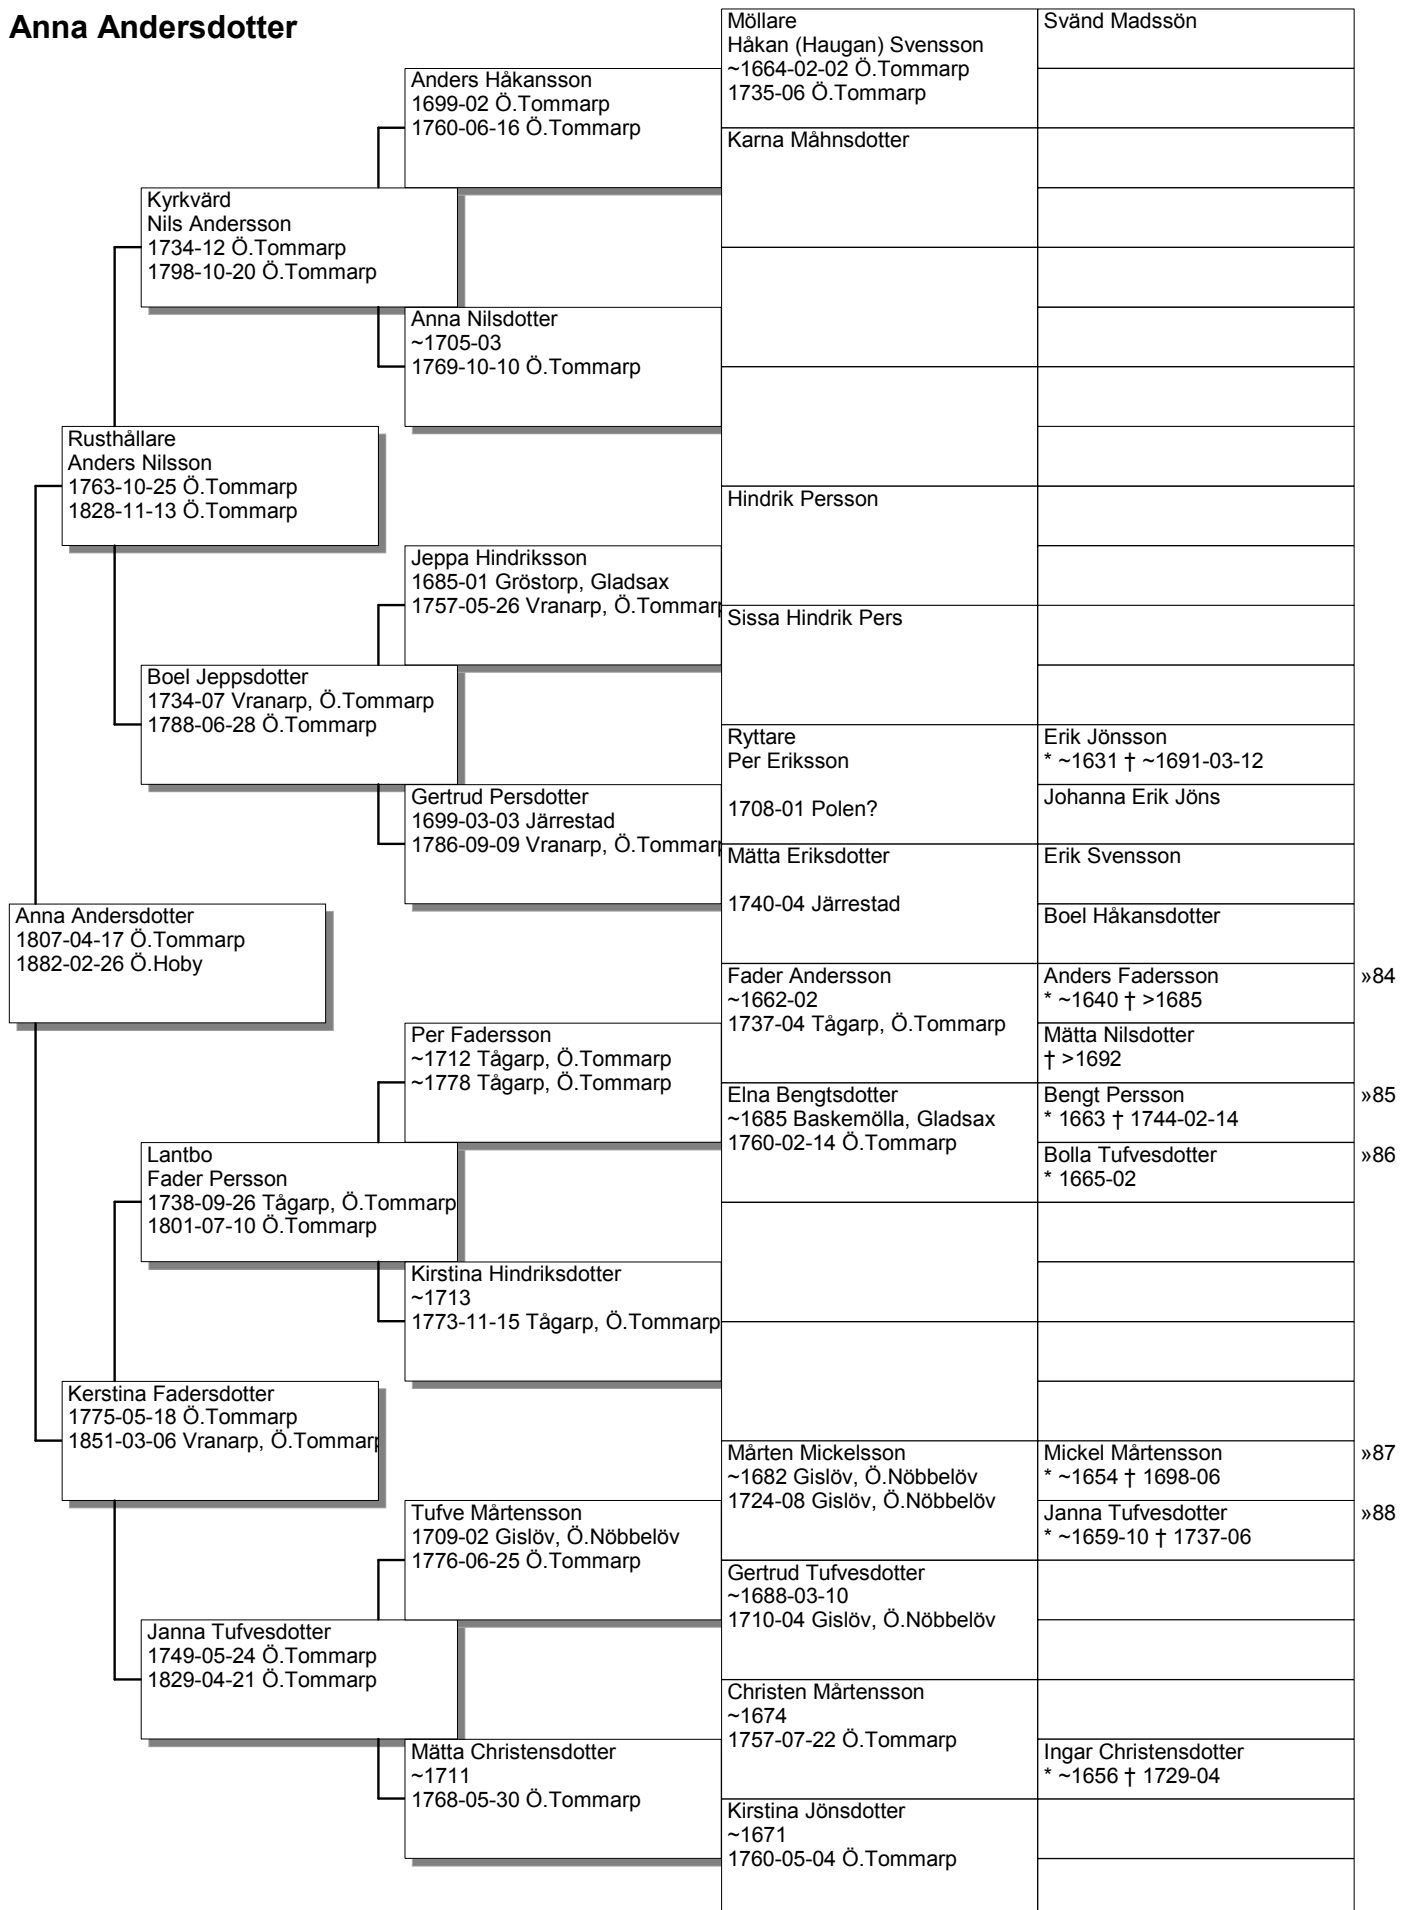 Anna Andersdotter
Möllare
Håkan (Haugan) Svensson
~1664-02-02 Ö.Tommarp
1735-06 Ö.Tommarp
Svänd Madssön
Anders Håkansson
1699-02 Ö.Tommarp
1760-06-16 Ö.Tommarp
Karna Måhnsdotter
Kyrkvärd
Nils Andersson
1734-12 Ö.Tommarp
1798-10-20 Ö.Tommarp
Anna Nilsdotter
~1705-03
1769-10-10 Ö.Tommarp
Rusthållare
Anders Nilsson
1763-10-25 Ö.Tommarp
1828-11-13 Ö.Tommarp
Hindrik Persson
Jeppa Hindriksson
1685-01 Gröstorp, Gladsax
1757-05-26 Vranarp, Ö.Tommarp
Sissa Hindrik Pers
Boel Jeppsdotter
1734-07 Vranarp, Ö.Tommarp
1788-06-28 Ö.Tommarp
Ryttare
Per Eriksson
1708-01 Polen?
Erik Jönsson
* ~1631 † ~1691-03-12
Johanna Erik Jöns
Gertrud Persdotter
1699-03-03 Järrestad
1786-09-09 Vranarp, Ö.Tommarp
Mätta Eriksdotter
1740-04 Järrestad
Erik Svensson
Boel Håkansdotter
Anna Andersdotter
1807-04-17 Ö.Tommarp
1882-02-26 Ö.Hoby
Fader Andersson
~1662-02
1737-04 Tågarp, Ö.Tommarp
Anders Fadersson »84
* ~1640 † >1685
Mätta Nilsdotter
† >1692
Per Fadersson
~1712 Tågarp, Ö.Tommarp
~1778 Tågarp, Ö.Tommarp
Elna Bengtsdotter
~1685 Baskemölla, Gladsax
1760-02-14 Ö.Tommarp
Bengt Persson »85
* 1663 † 1744-02-14
Bolla Tufvesdotter »86
* 1665-02
Lantbo
Fader Persson
1738-09-26 Tågarp, Ö.Tommarp
1801-07-10 Ö.Tommarp
Kirstina Hindriksdotter
~1713
1773-11-15 Tågarp, Ö.Tommarp
Kerstina Fadersdotter
1775-05-18 Ö.Tommarp
1851-03-06 Vranarp, Ö.Tommarp
Mårten Mickelsson
~1682 Gislöv, Ö.Nöbbelöv
1724-08 Gislöv, Ö.Nöbbelöv
Mickel Mårtensson »87
* ~1654 † 1698-06
Janna Tufvesdotter »88
* ~1659-10 † 1737-06
Tufve Mårtensson
1709-02 Gislöv, Ö.Nöbbelöv
1776-06-25 Ö.Tommarp
Gertrud Tufvesdotter
~1688-03-10
1710-04 Gislöv, Ö.Nöbbelöv
Janna Tufvesdotter
1749-05-24 Ö.Tommarp
1829-04-21 Ö.Tommarp
Christen Mårtensson
~1674
1757-07-22 Ö.Tommarp
Ingar Christensdotter
* ~1656 † 1729-04
Mätta Christensdotter
~1711
1768-05-30 Ö.Tommarp
Kirstina Jönsdotter
~1671
1760-05-04 Ö.Tommarp